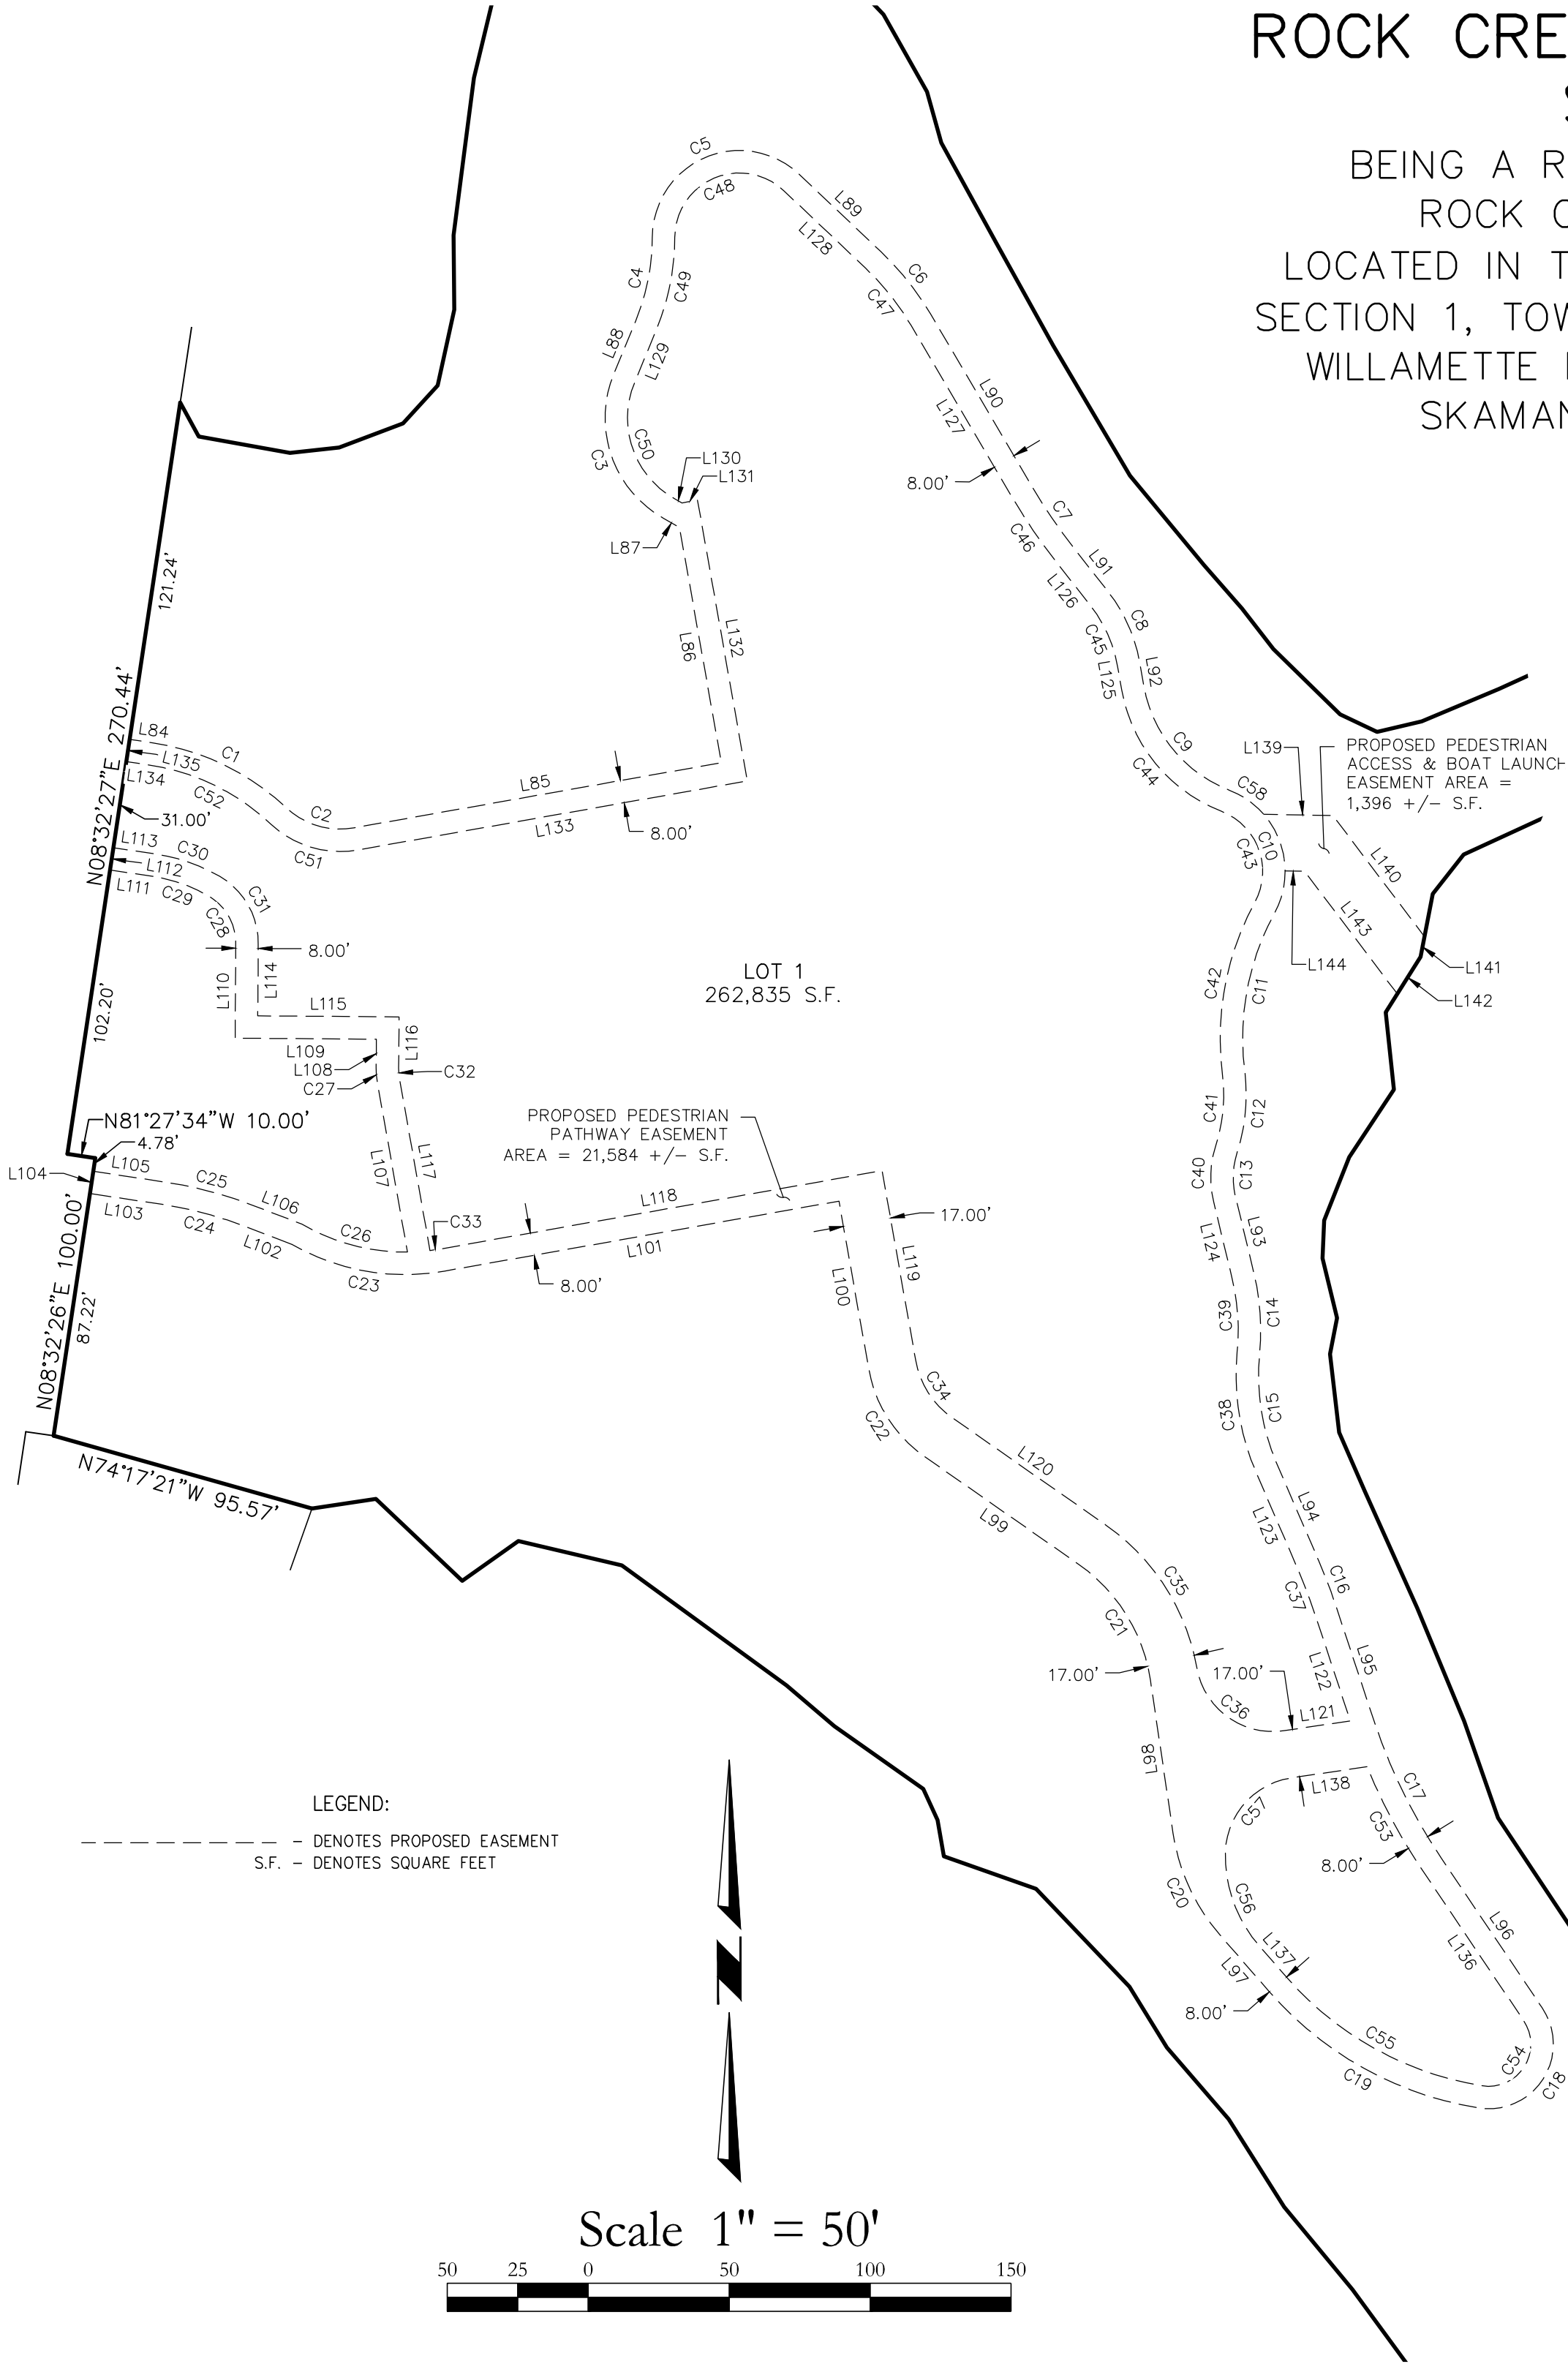 ROCK CRE
S
BEING A R
ROCK C
LOCATED IN T
SECTION 1, TOW
WILLAMETTE
SKAMAN
C5
C48
L89
L128
C6
C47
C4
C49
L88
L129
L90
L127
8.00'
C3
C50
L130
L131
L87
C7
C46
L91
L126
C8
C45
L86
L132
L125
L92
121.24'
N08°32'27"E 270.44'
L84
C1
L135
L134
C52
C2
C51
31.00'
L85
L133
8.00'
C9
C44
C58
L139
PROPOSED PEDESTRIAN
ACCESS & BOAT LAUNCH
EASEMENT AREA =
1,396 +/- S.F.
C10
C43
L140
L143
L144
L141
L142
L113
C30
L112
L111
C29
C31
C28
8.00'
L110
L114
L115
L109
L108
L116
C27
C32
102.20'
LOT 1
262,835 S.F.
C42
C11
C41
C12
N81°27'34"W 10.00'
4.78'
PROPOSED PEDESTRIAN
PATHWAY EASEMENT
AREA = 21,584 +/- S.F.
L107
L117
C40
C13
L104
L105
C25
L106
L103
C24
L102
C26
C23
C33
L118
L101
8.00'
17.00'
L124
L93
L100
L119
N08°32'26"E 100.00'
87.22'
C39
C14
C22
C34
C38
C15
N74°17'21"W 95.57'
L99
L120
L123
L94
C35
C21
C37
C16
17.00'
17.00'
C36
L121
L122
L95
L98
L138
C57
C17
C53
8.00'
LEGEND:
- DENOTES PROPOSED EASEMENT
S.F. - DENOTES SQUARE FEET
C20
C56
L137
L97
L96
L136
N
8.00'
C55
C19
C54
C18
Scale 1" = 50'
50 25 0 50 100 150